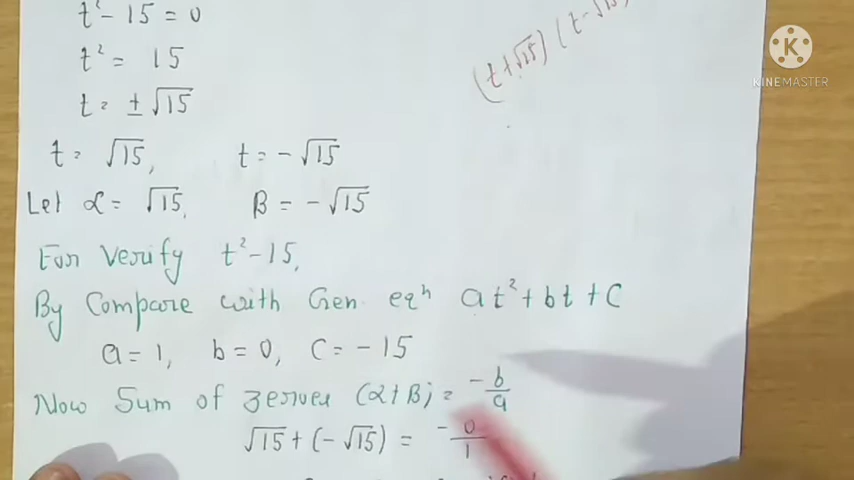 t² - 15 = 0
(t + √15) (t - √15)
t² = 15
t = ± √15
t = √15, t = - √15
Let α = √15, β = - √15
For Verify t² - 15,
By Compare with Gen. eqⁿ at² + bt + c
a = 1, b = 0, c = - 15
Now Sum of zeroes (α + β) = - b/a
√15 + (- √15) = - 0/1
KINEMASTER